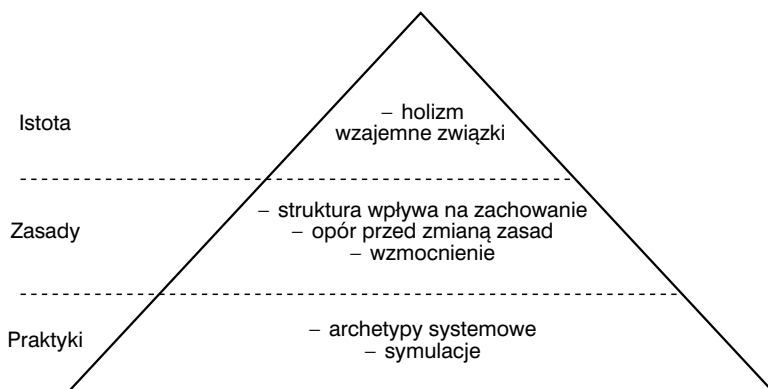 Istota
– holizm
wzajemne związki
Zasady
– struktura wpływa na zachowanie
– opór przed zmianą zasad
– wzmocnienie
Praktyki
– archetypy systemowe
– symulacje